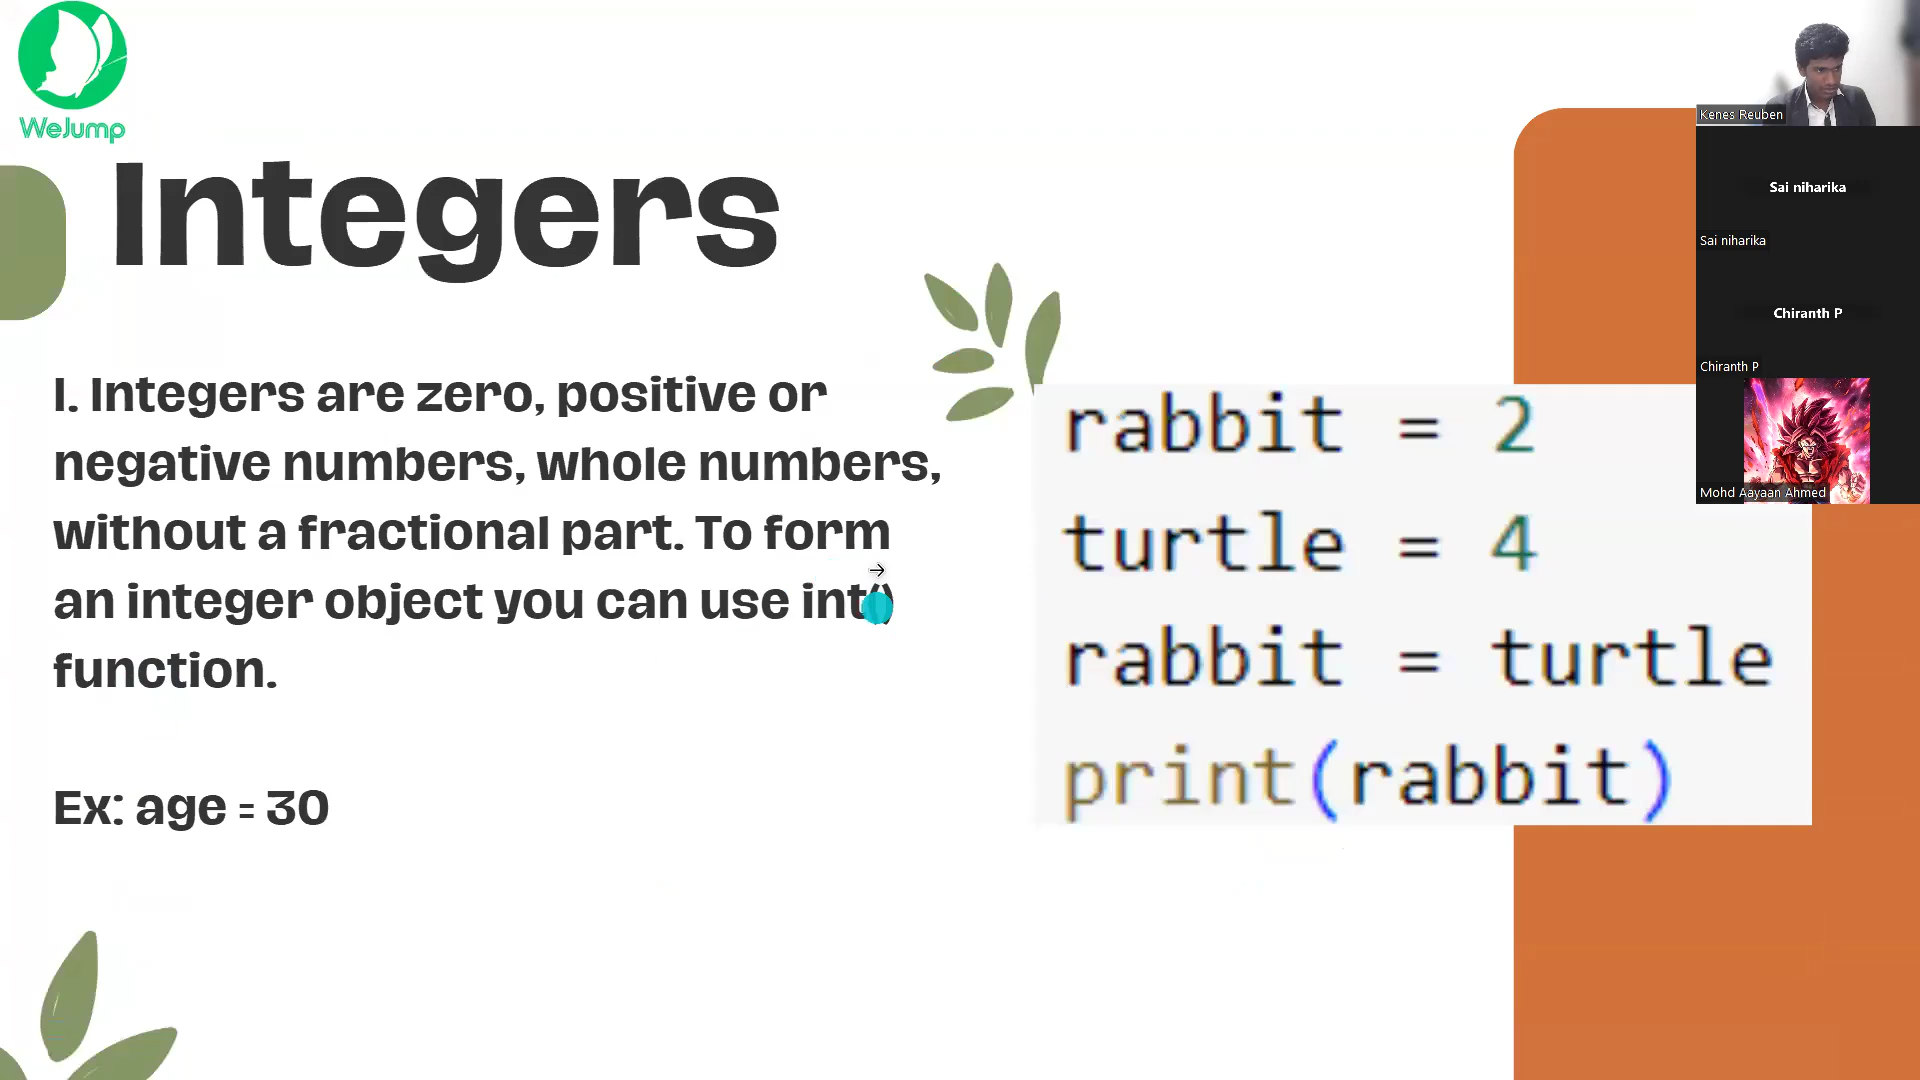 WeJump
Integers
I. Integers are zero, positive or
negative numbers, whole numbers,
without a fractional part. To form
an integer object you can use int()
function.
Ex: age = 30
rabbit = 2
turtle = 4
rabbit = turtle
print(rabbit)
Kenes Reuben
Sai niharika
Sai niharika
Chiranth P
Chiranth P
Mohd Aayaan Ahmed